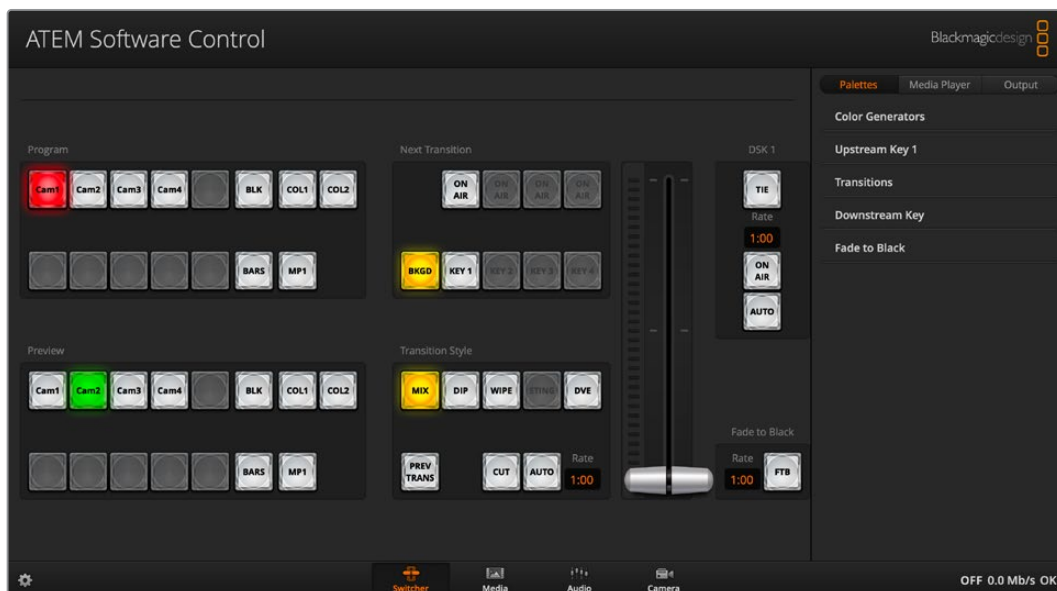 ATEM Software Control
Blackmagicdesign
Palettes Media Player Output
Color Generators
Upstream Key 1
Transitions
Downstream Key
Fade to Black
Program
Cam1 Cam2 Cam3 Cam4 BLK COL1 COL2
BARS MP1
Next Transition
ON AIR ON AIR ON AIR ON AIR
BKGD KEY 1 KEY 2 KEY 3 KEY 4
DSK 1
TIE
Rate
1:00
ON AIR
AUTO
Preview
Cam1 Cam2 Cam3 Cam4 BLK COL1 COL2
BARS MP1
Transition Style
MIX DIP WIPE STING DVE
PREV TRANS CUT AUTO
Rate
1:00
Fade to Black
Rate
1:00
FTB
Switcher Media Audio Camera
OFF 0.0 Mb/s OK